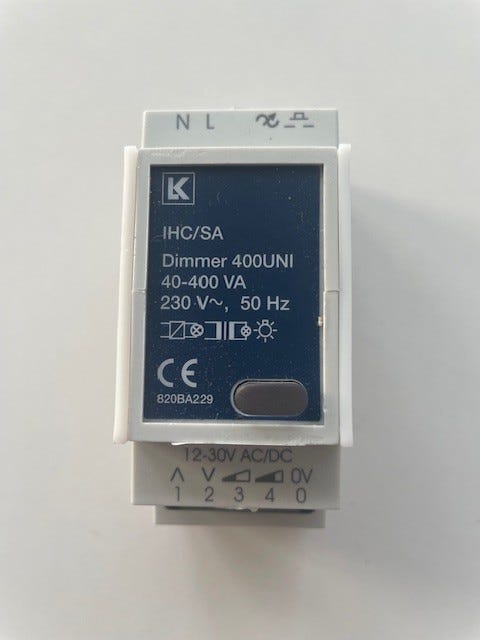 N L
LK
IHC/SA
Dimmer 400UNI
40-400 VA
230 V~, 50 Hz
CE
820BA229
12-30V AC/DC
0V
1 2 3 4 0